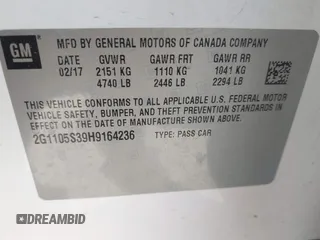 GM
MFD BY GENERAL MOTORS OF CANADA COMPANY
DATE GVWR GAWR FRT GAWR RR
02/17 2151 KG 1110 KG 1041 KG
4740 LB 2446 LB 2294 LB
THIS VEHICLE CONFORMS TO ALL APPLICABLE U.S. FEDERAL MOTOR
VEHICLE SAFETY, BUMPER, AND THEFT PREVENTION STANDARDS
IN EFFECT ON THE DATE OF MANUFACTURE SHOWN ABOVE.
2G1105S39H9164236 TYPE: PASS CAR
DREAMBID